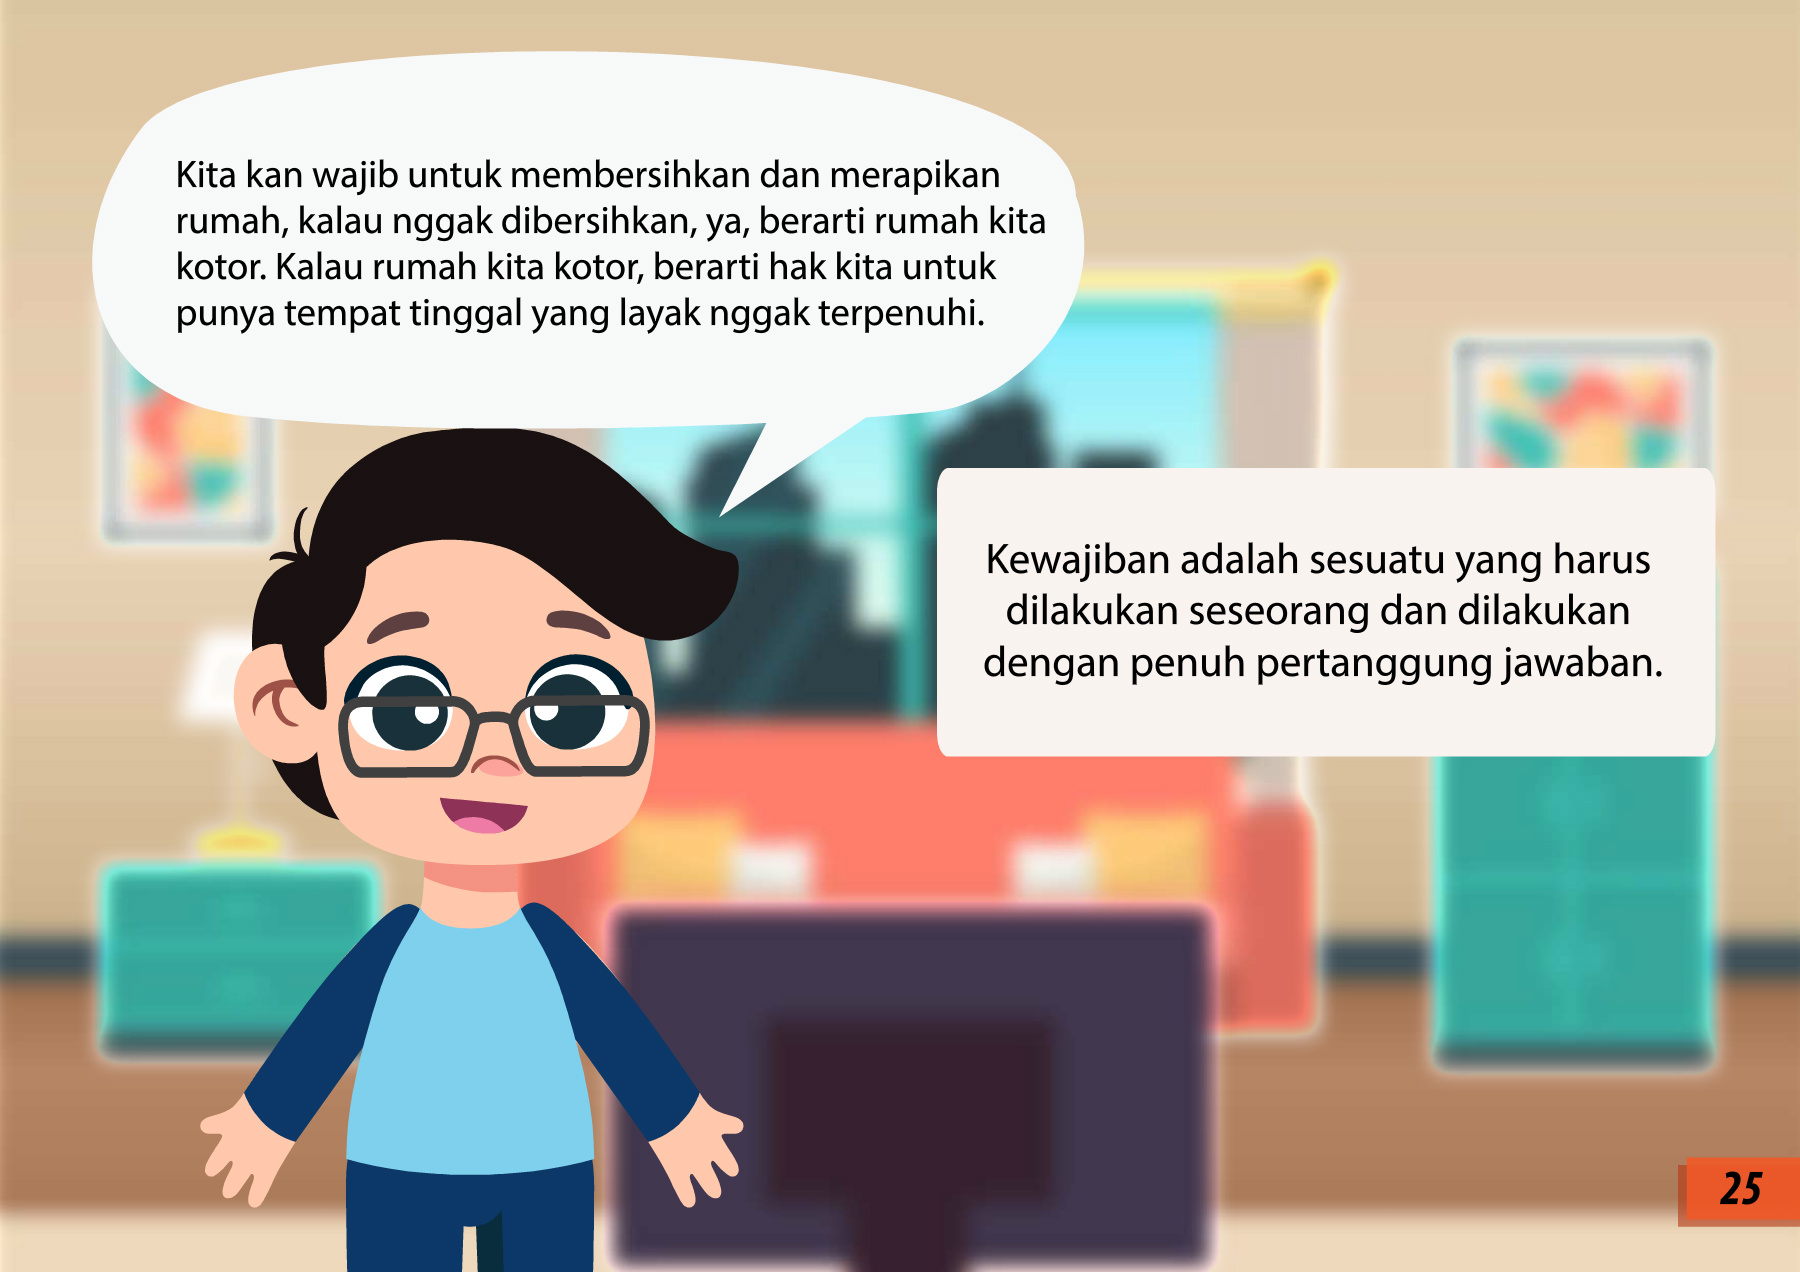 Kita kan wajib untuk membersihkan dan merapikan
rumah, kalau nggak dibersihkan, ya, berarti rumah kita
kotor. Kalau rumah kita kotor, berarti hak kita untuk
punya tempat tinggal yang layak nggak terpenuhi.
Kewajiban adalah sesuatu yang harus
dilakukan seseorang dan dilakukan
dengan penuh pertanggung jawaban.
25